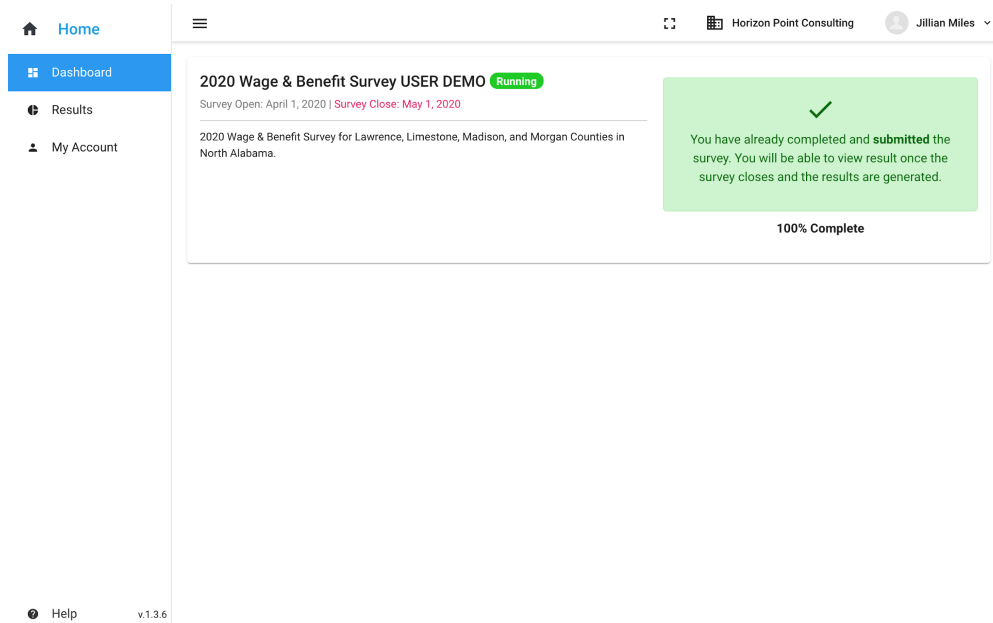 Home
Dashboard
Results
My Account
Help
v.1.3.6
Horizon Point Consulting
Jillian Miles
2020 Wage & Benefit Survey USER DEMO Running
Survey Open: April 1, 2020 | Survey Close: May 1, 2020
2020 Wage & Benefit Survey for Lawrence, Limestone, Madison, and Morgan Counties in
North Alabama.
You have already completed and submitted the
survey. You will be able to view result once the
survey closes and the results are generated.
100% Complete